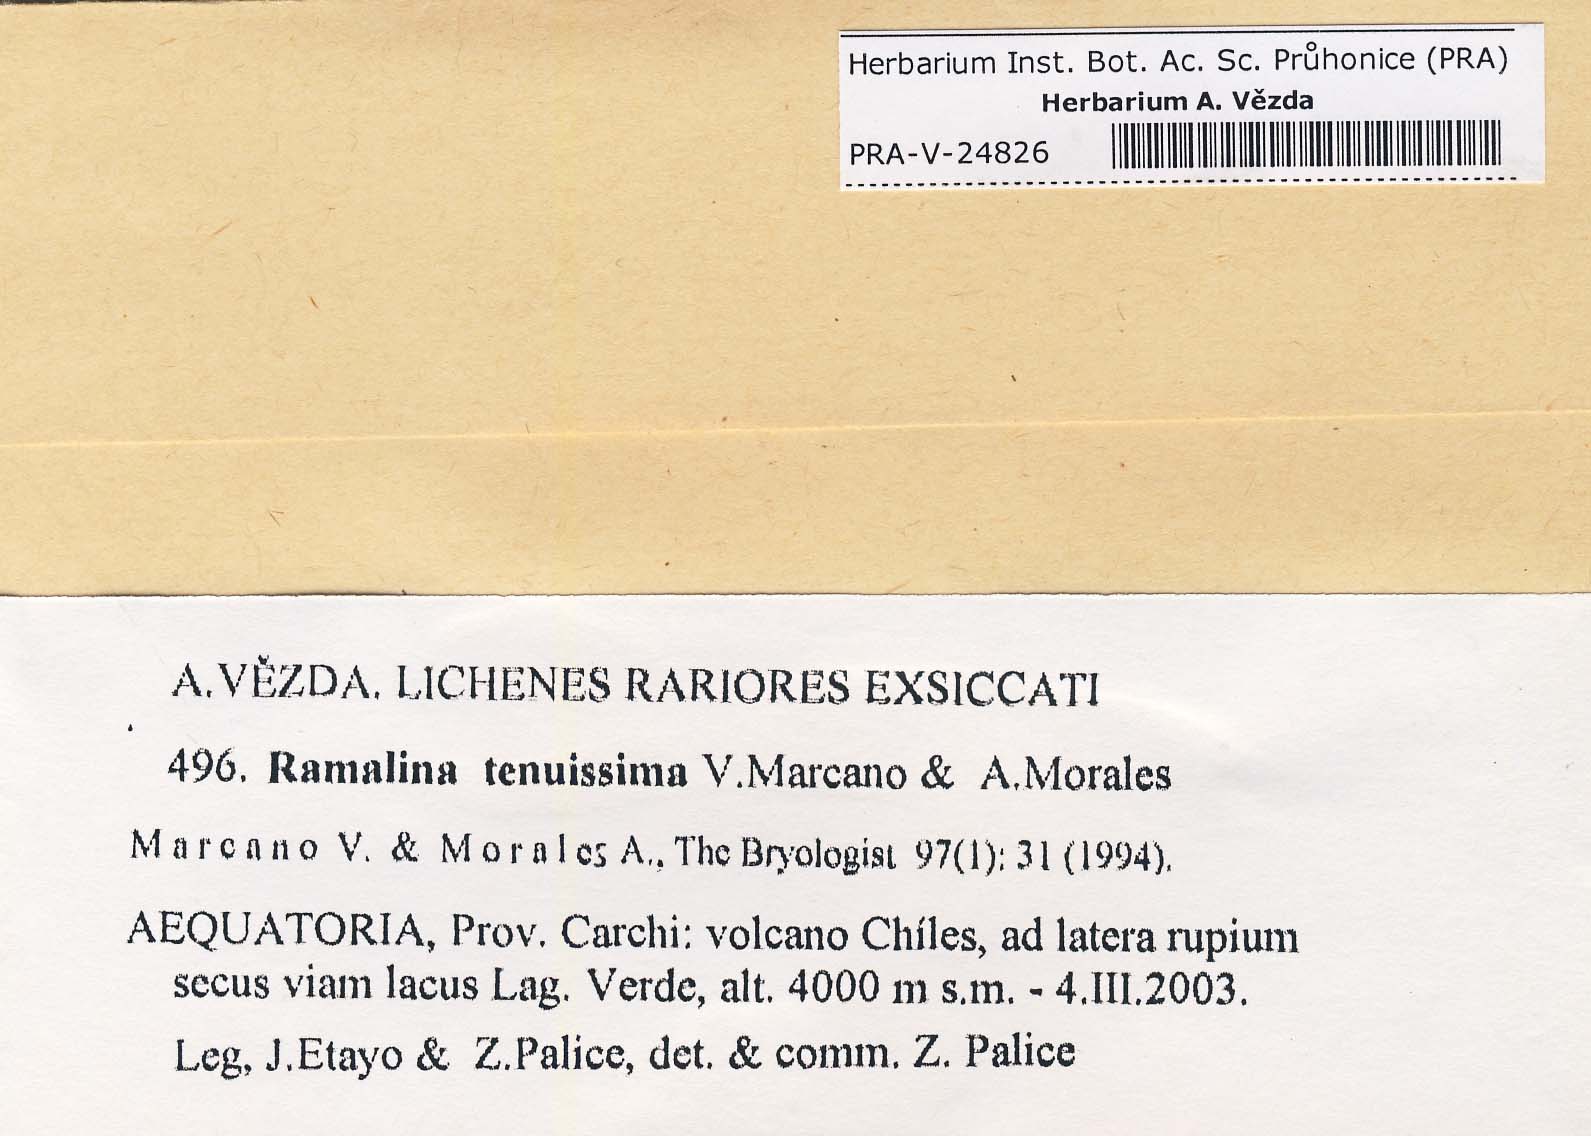 Herbarium Inst. Bot. Ac. Sc. Průhonice (PRA)
Herbarium A. Vězda
PRA-V-24826
A.VĚZDA. LICHENES RARIORES EXSICCATI
496. Ramalina tenuissima V.Marcano & A.Morales
Marcano V. & Morales A., The Bryologist 97(1): 31 (1994).
AEQUATORIA, Prov. Carchi: volcano Chíles, ad latera rupium
secus viam lacus Lag. Verde, alt. 4000 m s.m. - 4.III.2003.
Leg, J.Etayo & Z.Palice, det. & comm. Z. Palice